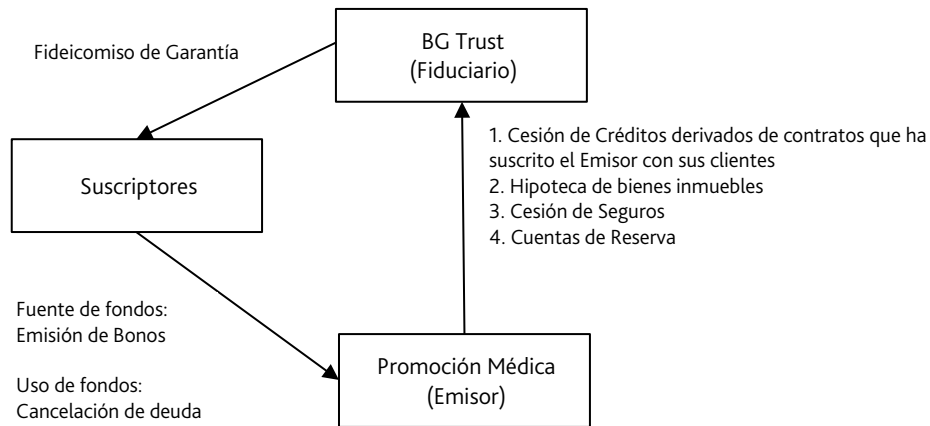 BG Trust
(Fiduciario)
Fideicomiso de Garantía
1. Cesión de Créditos derivados de contratos que ha
suscrito el Emisor con sus clientes
2. Hipoteca de bienes inmuebles
3. Cesión de Seguros
4. Cuentas de Reserva
Suscriptores
Fuente de fondos:
Emisión de Bonos
Uso de fondos:
Cancelación de deuda
Promoción Médica
(Emisor)